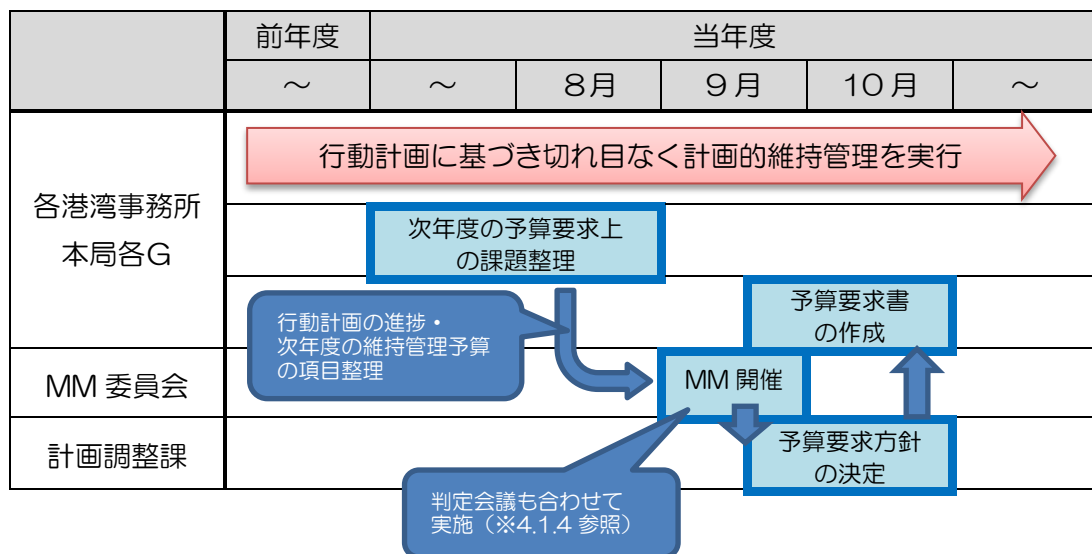 前年度
当年度
～
～
8月
9月
10月
～
行動計画に基づき切れ目なく計画的維持管理を実行
各港湾事務所
本局各G
次年度の予算要求上
の課題整理
行動計画の進捗・
次年度の維持管理予算
の項目整理
予算要求書
の作成
MM 委員会
MM 開催
計画調整課
予算要求方針
の決定
判定会議も合わせて
実施（※4.1.4 参照）